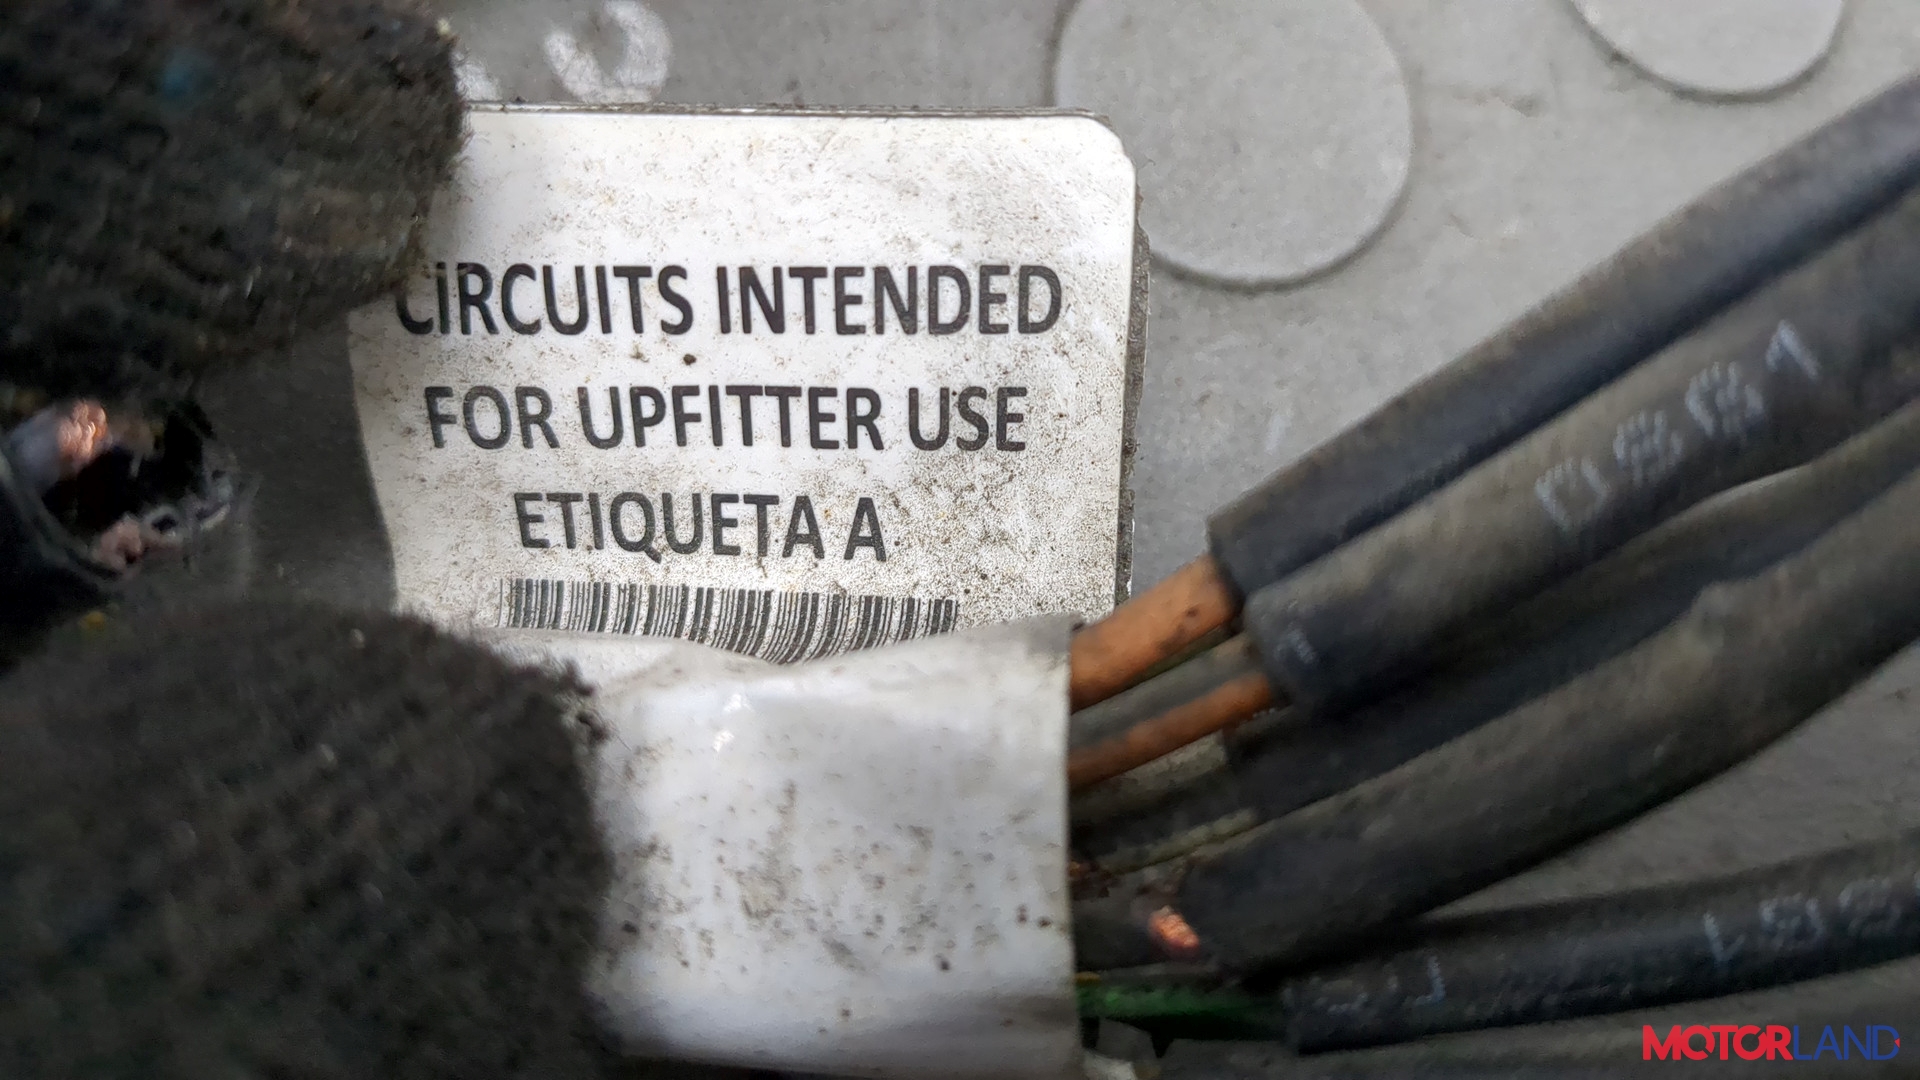 CIRCUITS INTENDED
FOR UPFITTER USE
ETIQUETA A
MOTORLAND